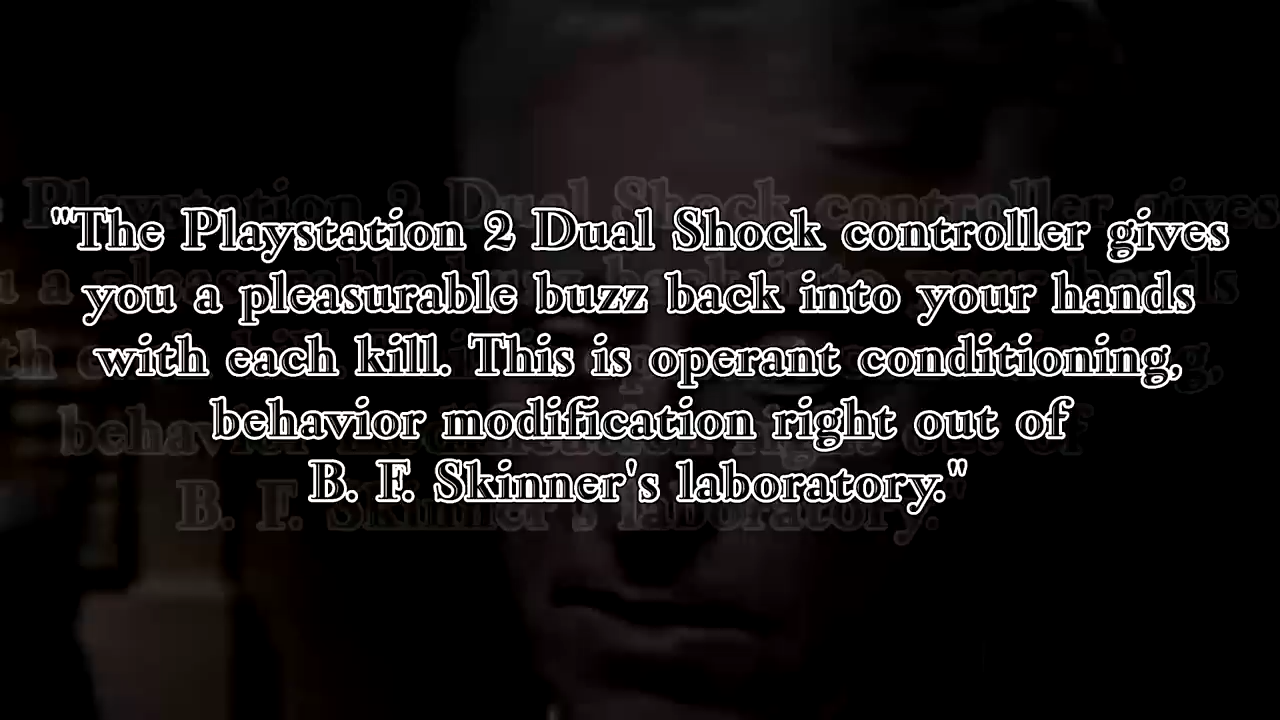 "The Playstation 2 Dual Shock controller gives
you a pleasurable buzz back into your hands
with each kill. This is operant conditioning,
behavior modification right out of
B. F. Skinner's laboratory."